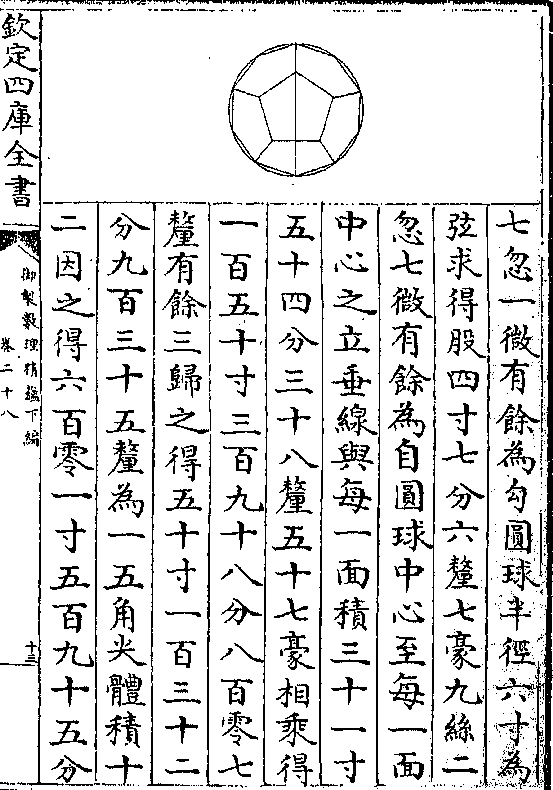 七忽一微有餘為勾圓球半徑六寸為
弦求得股四寸七分六釐七豪九絲二
忽七微有餘為自圓球中心至每一面
中心之立垂線與每一面積三十一寸
五十四分三十八釐五十七豪相乘得
一百五十寸三百九十八分八百零七
釐有餘三歸之得五十寸一百三十二
分九百三十五釐為一五角尖體積十
二因之得六百零一寸五百九十五分
欽定四庫全書
御製數理精蘊下編
卷二十八
十三